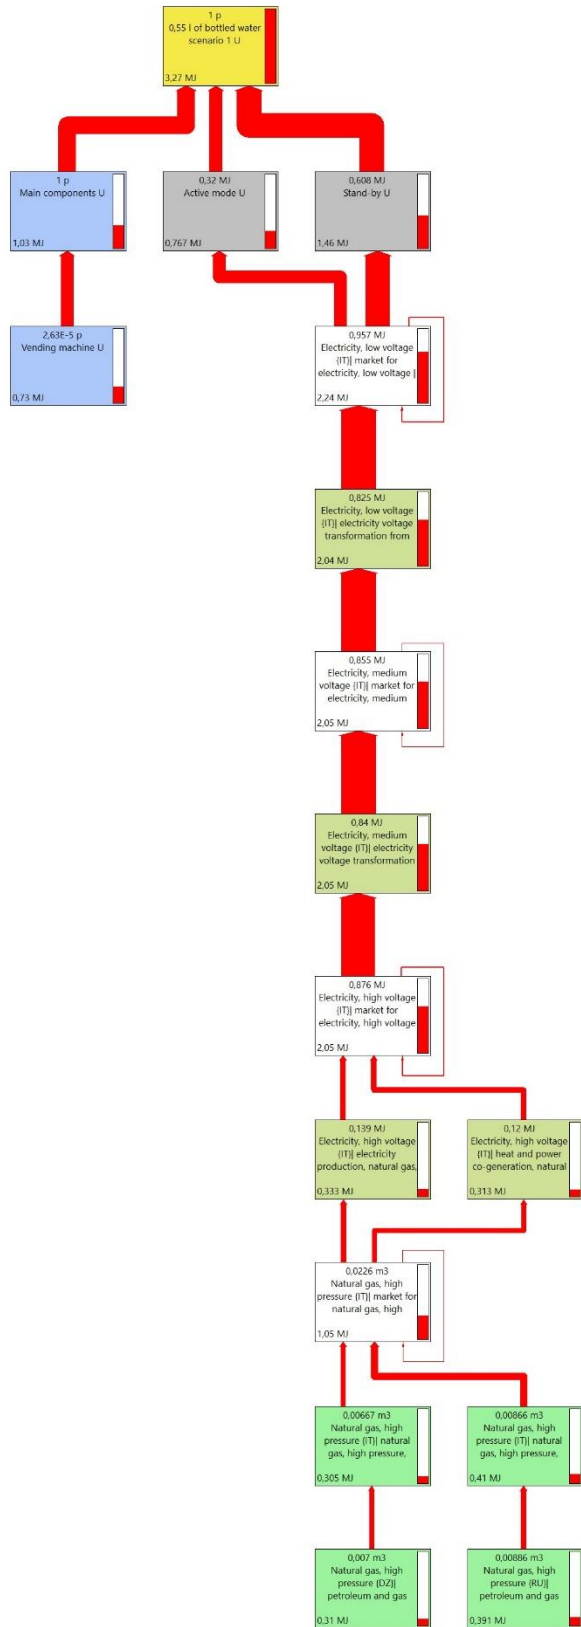 1 p
0,55 l of bottled water
scenario 1 U
3,27 MJ
1 p
Main components U
1,03 MJ
0,32 MJ
Active mode U
0,767 MJ
0,608 MJ
Stand-by U
1,46 MJ
2,63E-5 p
Vending machine U
0,73 MJ
0,957 MJ
Electricity, low voltage
{IT}| market for
electricity, low voltage |
2,24 MJ
0,825 MJ
Electricity, low voltage
{IT}| electricity voltage
transformation from
2,04 MJ
0,855 MJ
Electricity, medium
voltage {IT}| market for
electricity, medium
2,05 MJ
0,84 MJ
Electricity, medium
voltage {IT}| electricity
voltage transformation
2,05 MJ
0,876 MJ
Electricity, high voltage
{IT}| market for
electricity, high voltage
2,05 MJ
0,139 MJ
Electricity, high voltage
{IT}| electricity
production, natural gas,
0,333 MJ
0,12 MJ
Electricity, high voltage
{IT}| heat and power
co-generation, natural
0,313 MJ
0,0226 m3
Natural gas, high
pressure {IT}| market for
natural gas, high
1,05 MJ
0,00667 m3
Natural gas, high
pressure {IT}| natural
gas, high pressure,
0,305 MJ
0,00866 m3
Natural gas, high
pressure {IT}| natural
gas, high pressure,
0,41 MJ
0,007 m3
Natural gas, high
pressure {DZ}|
petroleum and gas
0,31 MJ
0,00886 m3
Natural gas, high
pressure {RU}|
petroleum and gas
0,391 MJ